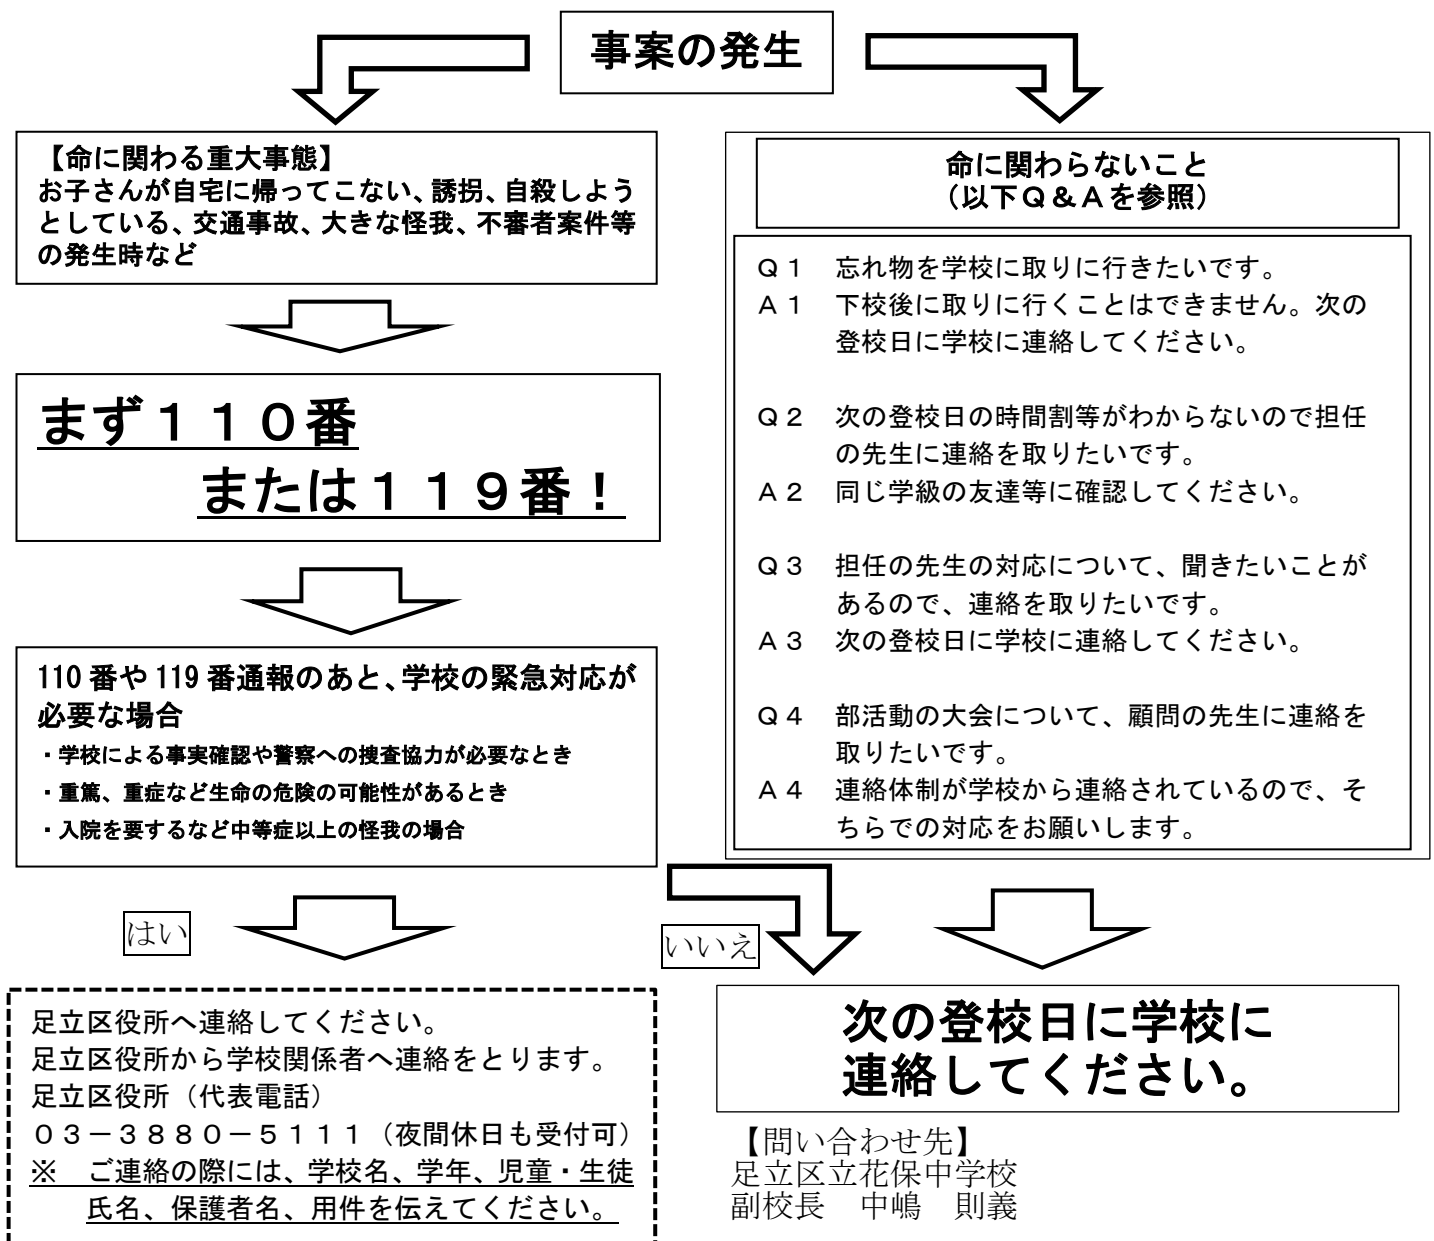 事案の発生
【命に関わる重大事態】
お子さんが自宅に帰ってこない、誘拐、自殺しよう
としている、交通事故、大きな怪我、不審者案件等
の発生時など
まず１１０番
または１１９番！
110番や119番通報のあと、学校の緊急対応が
必要な場合
・学校による事実確認や警察への捜査協力が必要なとき
・重篤、重症など生命の危険の可能性があるとき
・入院を要するなど中等症以上の怪我の場合
はい
いいえ
足立区役所へ連絡してください。
足立区役所から学校関係者へ連絡をとります。
足立区役所（代表電話）
０３－３８８０－５１１１（夜間休日も受付可）
※　ご連絡の際には、学校名、学年、児童・生徒
氏名、保護者名、用件を伝えてください。
命に関わらないこと
（以下Ｑ＆Ａを参照）
Ｑ１　忘れ物を学校に取りに行きたいです。
Ａ１　下校後に取りに行くことはできません。次の
登校日に学校に連絡してください。
Ｑ２　次の登校日の時間割等がわからないので担任
の先生に連絡を取りたいです。
Ａ２　同じ学級の友達等に確認してください。
Ｑ３　担任の先生の対応について、聞きたいことが
あるので、連絡を取りたいです。
Ａ３　次の登校日に学校に連絡してください。
Ｑ４　部活動の大会について、顧問の先生に連絡を
取りたいです。
Ａ４　連絡体制が学校から連絡されているので、そ
ちらでの対応をお願いします。
次の登校日に学校に
連絡してください。
【問い合わせ先】
足立区立花保中学校
副校長　中嶋　則義